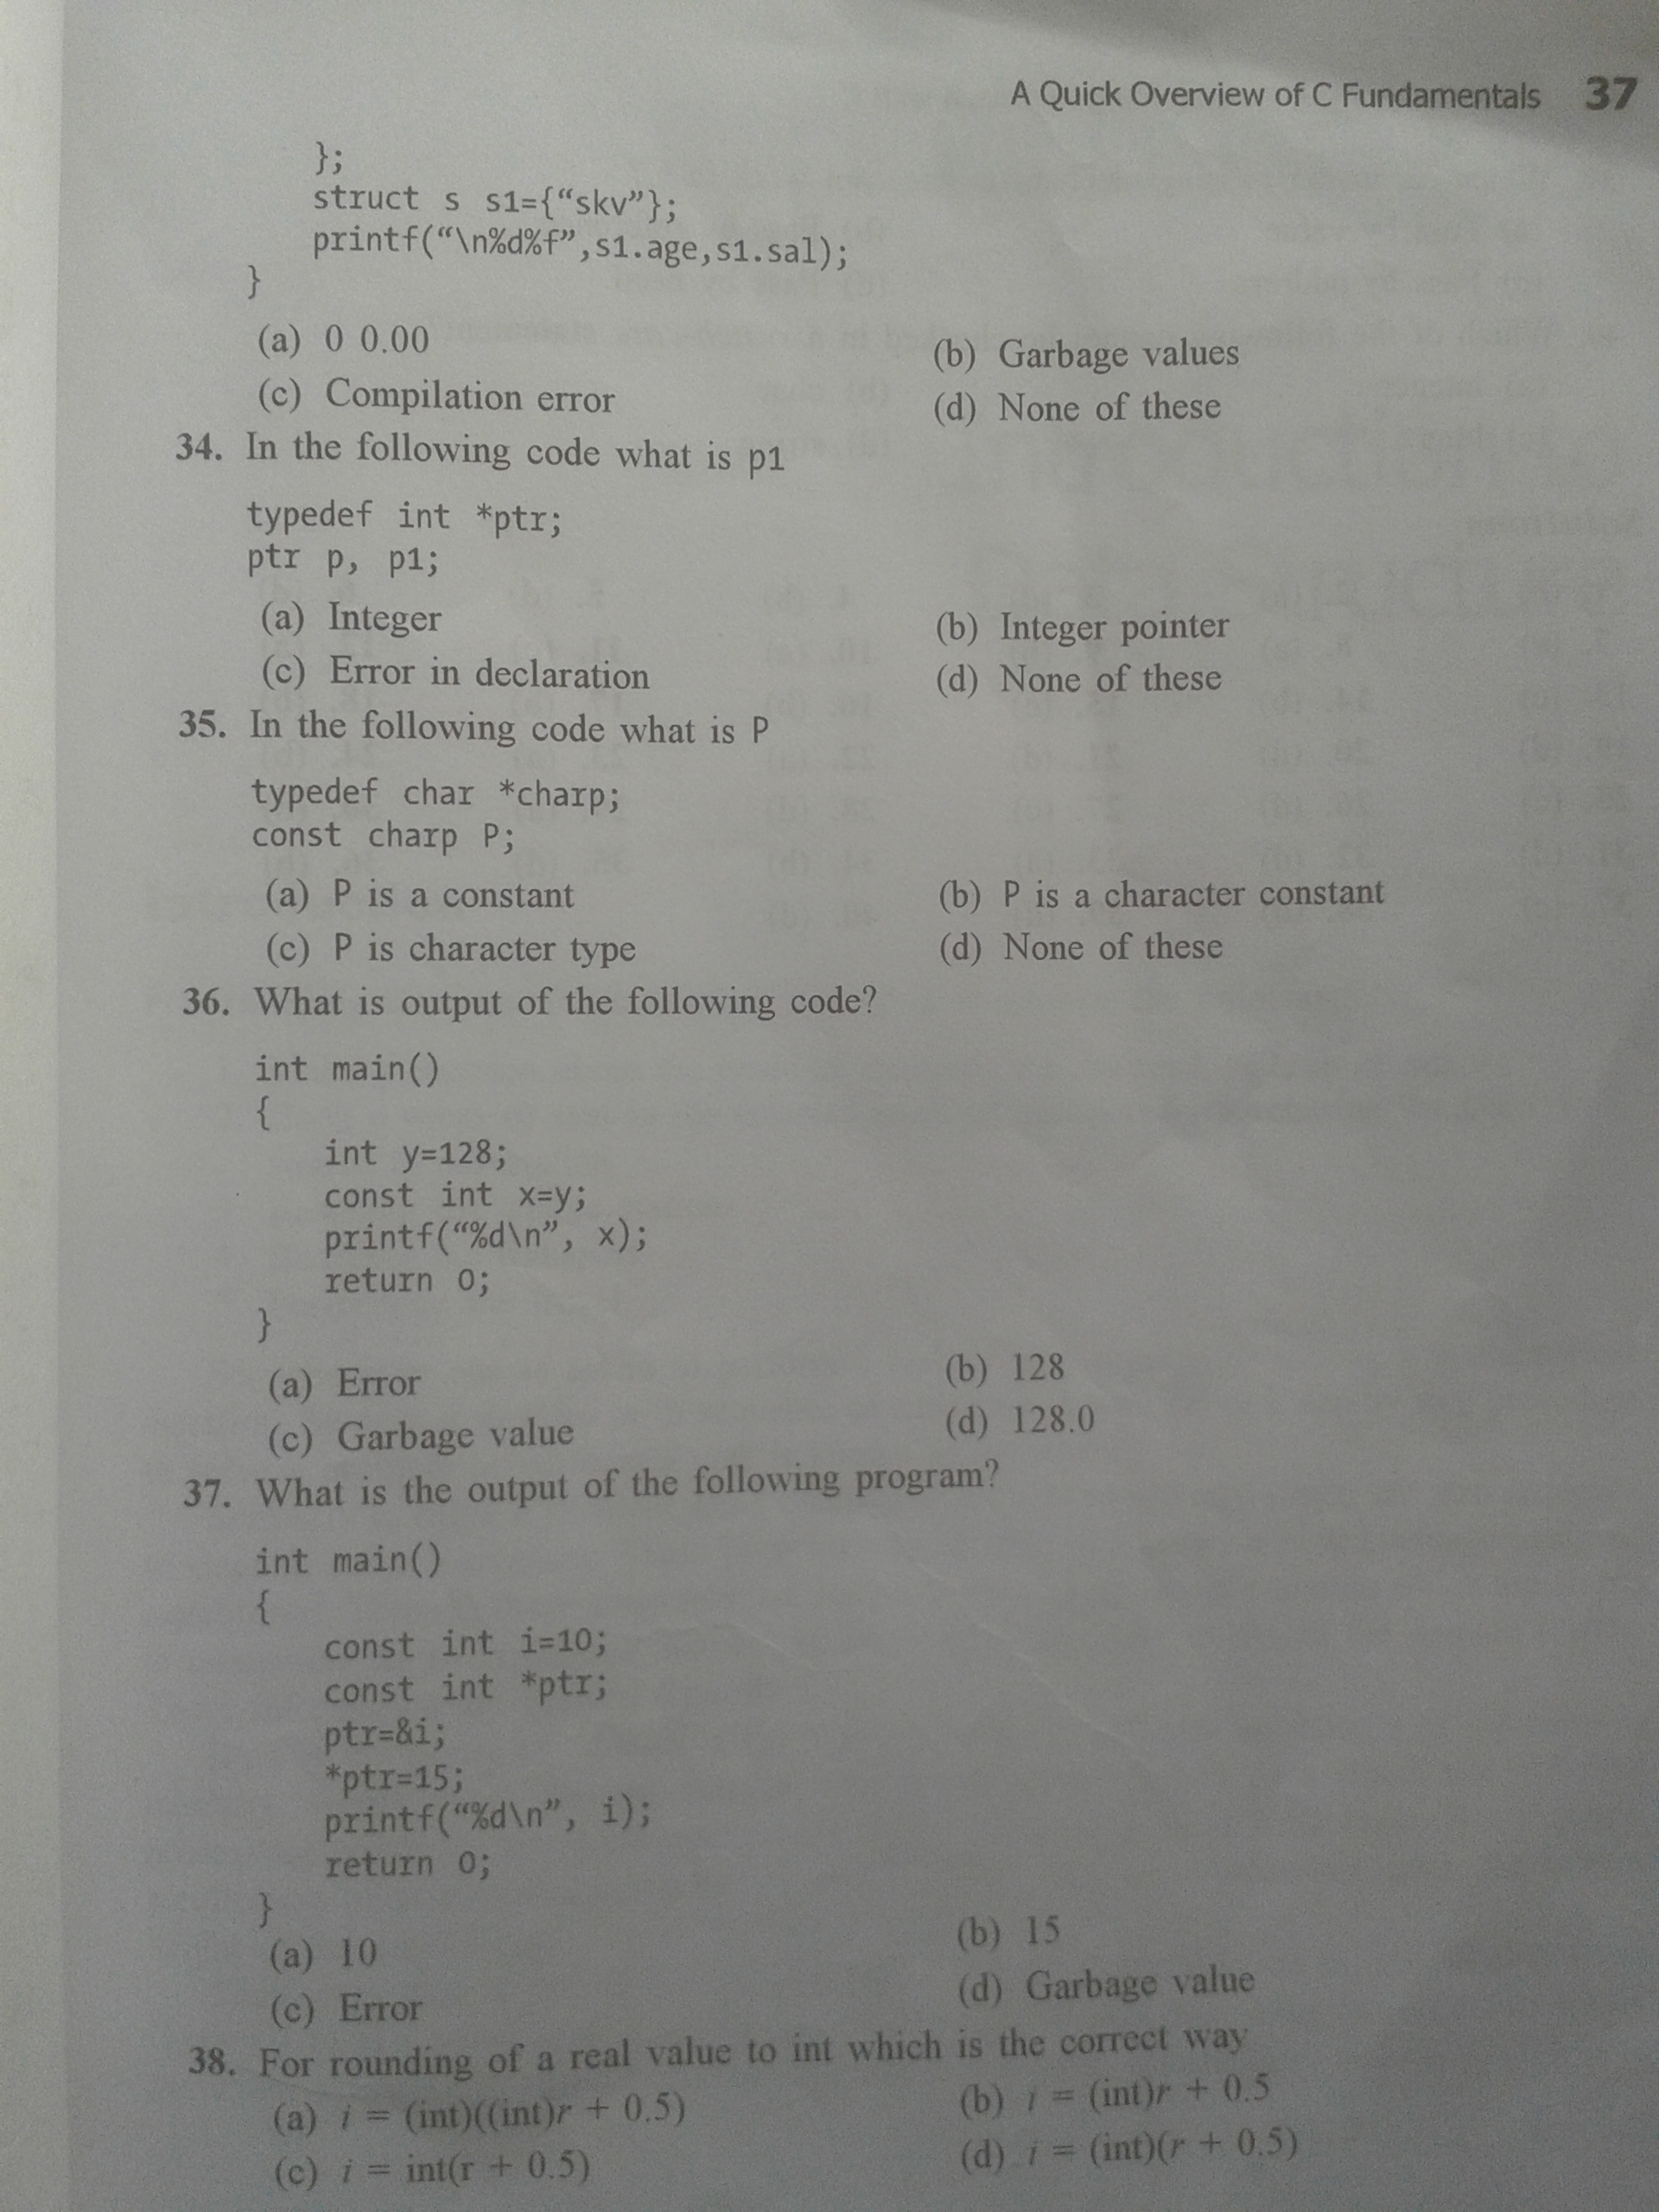 A Quick Overview of C Fundamentals 37
};
struct s s1={“skv”};
printf(“\n%d%f”,s1.age,s1.sal);
}
(a) 0 0.00 (b) Garbage values
(c) Compilation error (d) None of these
34. In the following code what is p1
typedef int *ptr;
ptr p, p1;
(a) Integer (b) Integer pointer
(c) Error in declaration (d) None of these
35. In the following code what is P
typedef char *charp;
const charp P;
(a) P is a constant (b) P is a character constant
(c) P is character type (d) None of these
36. What is output of the following code?
int main()
{
int y=128;
const int x=y;
printf(“%d\n”, x);
return 0;
}
(a) Error (b) 128
(c) Garbage value (d) 128.0
37. What is the output of the following program?
int main()
{
const int i=10;
const int *ptr;
ptr=&i;
*ptr=15;
printf(“%d\n”, i);
return 0;
}
(a) 10 (b) 15
(c) Error (d) Garbage value
38. For rounding of a real value to int which is the correct way
(a) i = (int)((int)r + 0.5) (b) i = (int)r + 0.5
(c) i = int(r + 0.5) (d) i = (int)(r + 0.5)